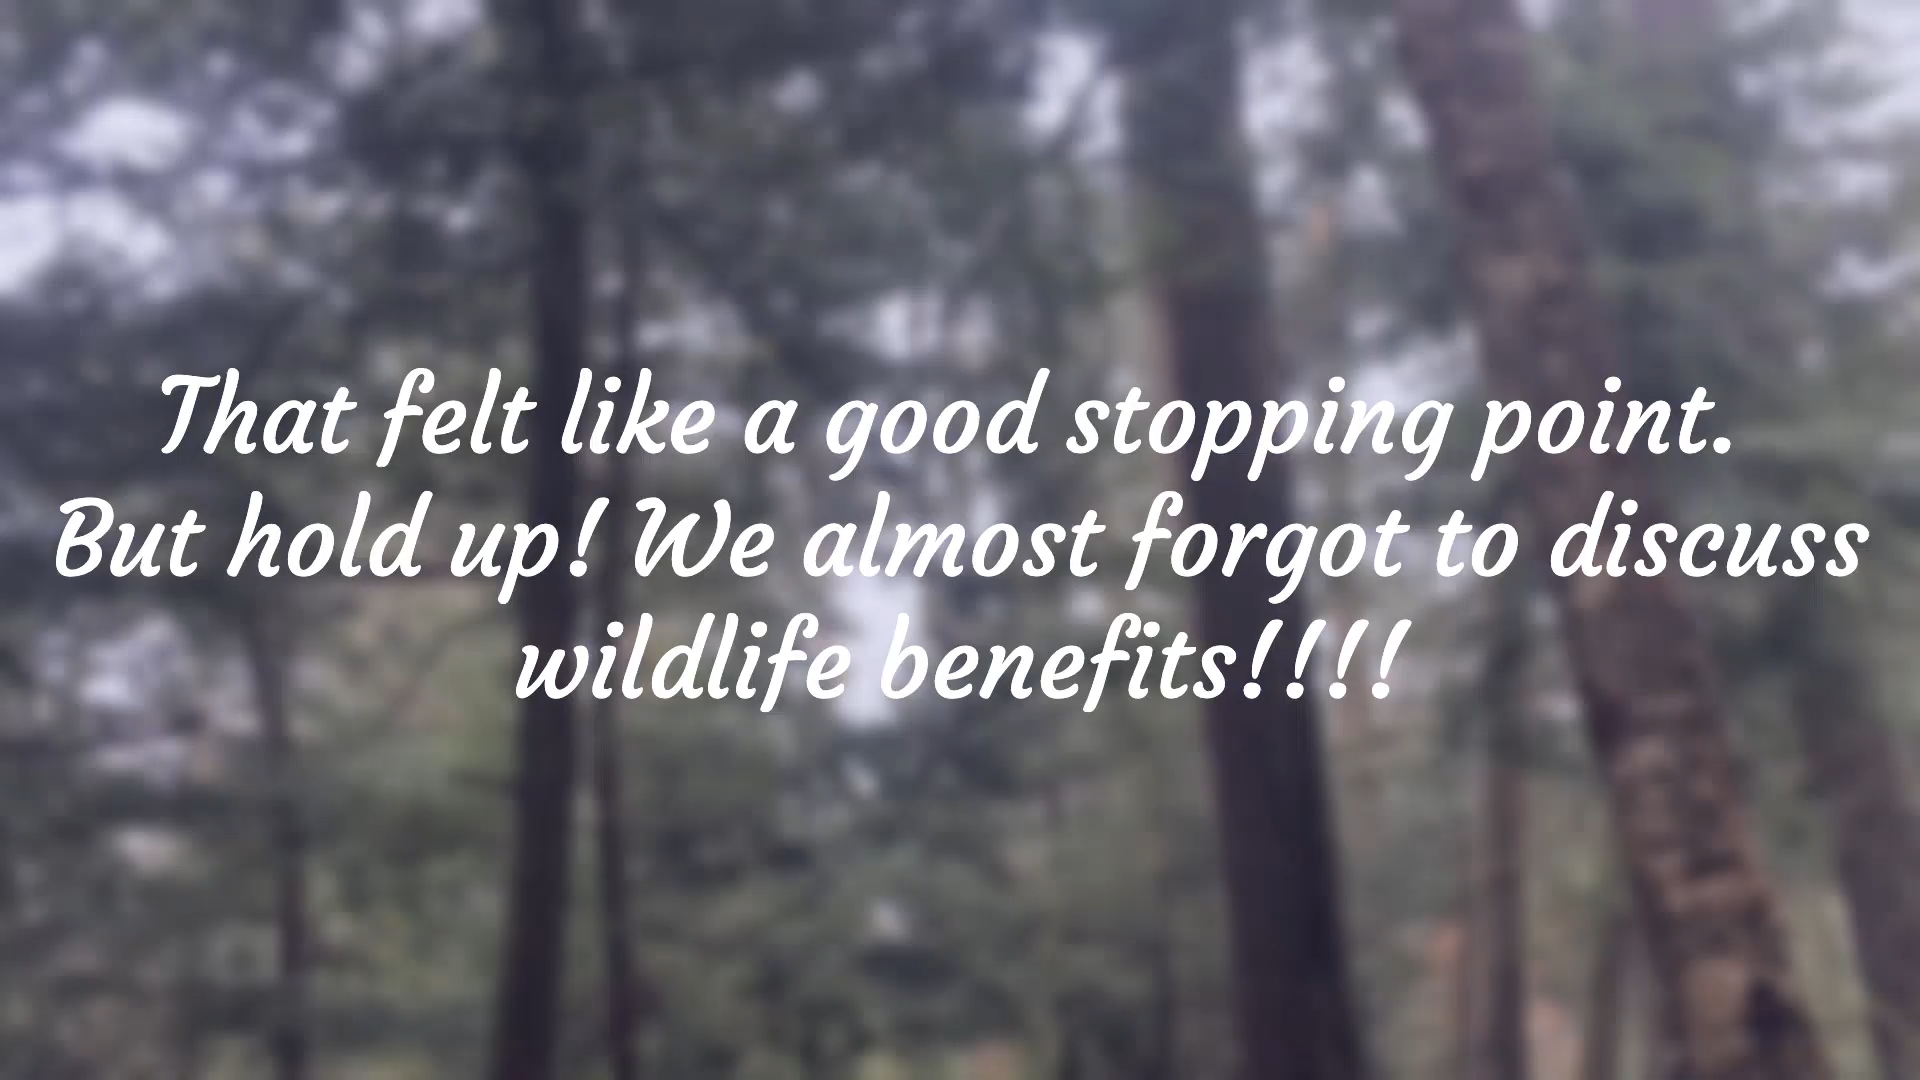 That felt like a good stopping point.
But hold up! We almost forgot to discuss
wildlife benefits!!!!